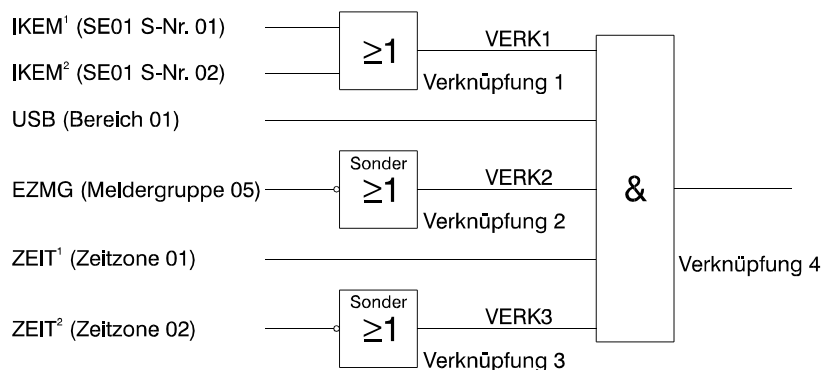 IKEM¹ (SE01 S-Nr. 01)
VERK1
≥1
IKEM² (SE01 S-Nr. 02)
Verknüpfung 1
USB (Bereich 01)
Sonder
EZMG (Meldergruppe 05)
≥1
VERK2
&
Verknüpfung 2
ZEIT¹ (Zeitzone 01)
Verknüpfung 4
Sonder
ZEIT² (Zeitzone 02)
≥1
VERK3
Verknüpfung 3